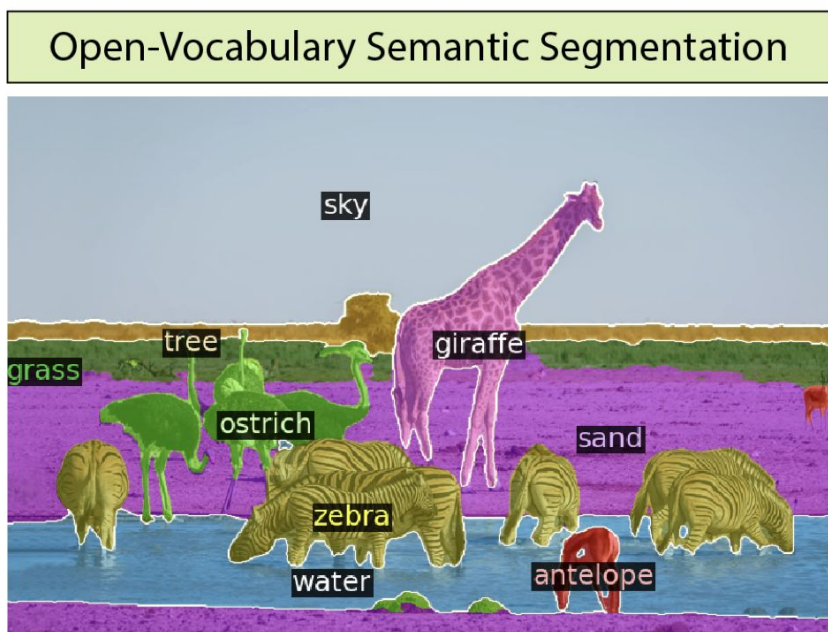 Open-Vocabulary Semantic Segmentation
sky
tree
giraffe
grass
ostrich
sand
zebra
water
antelope